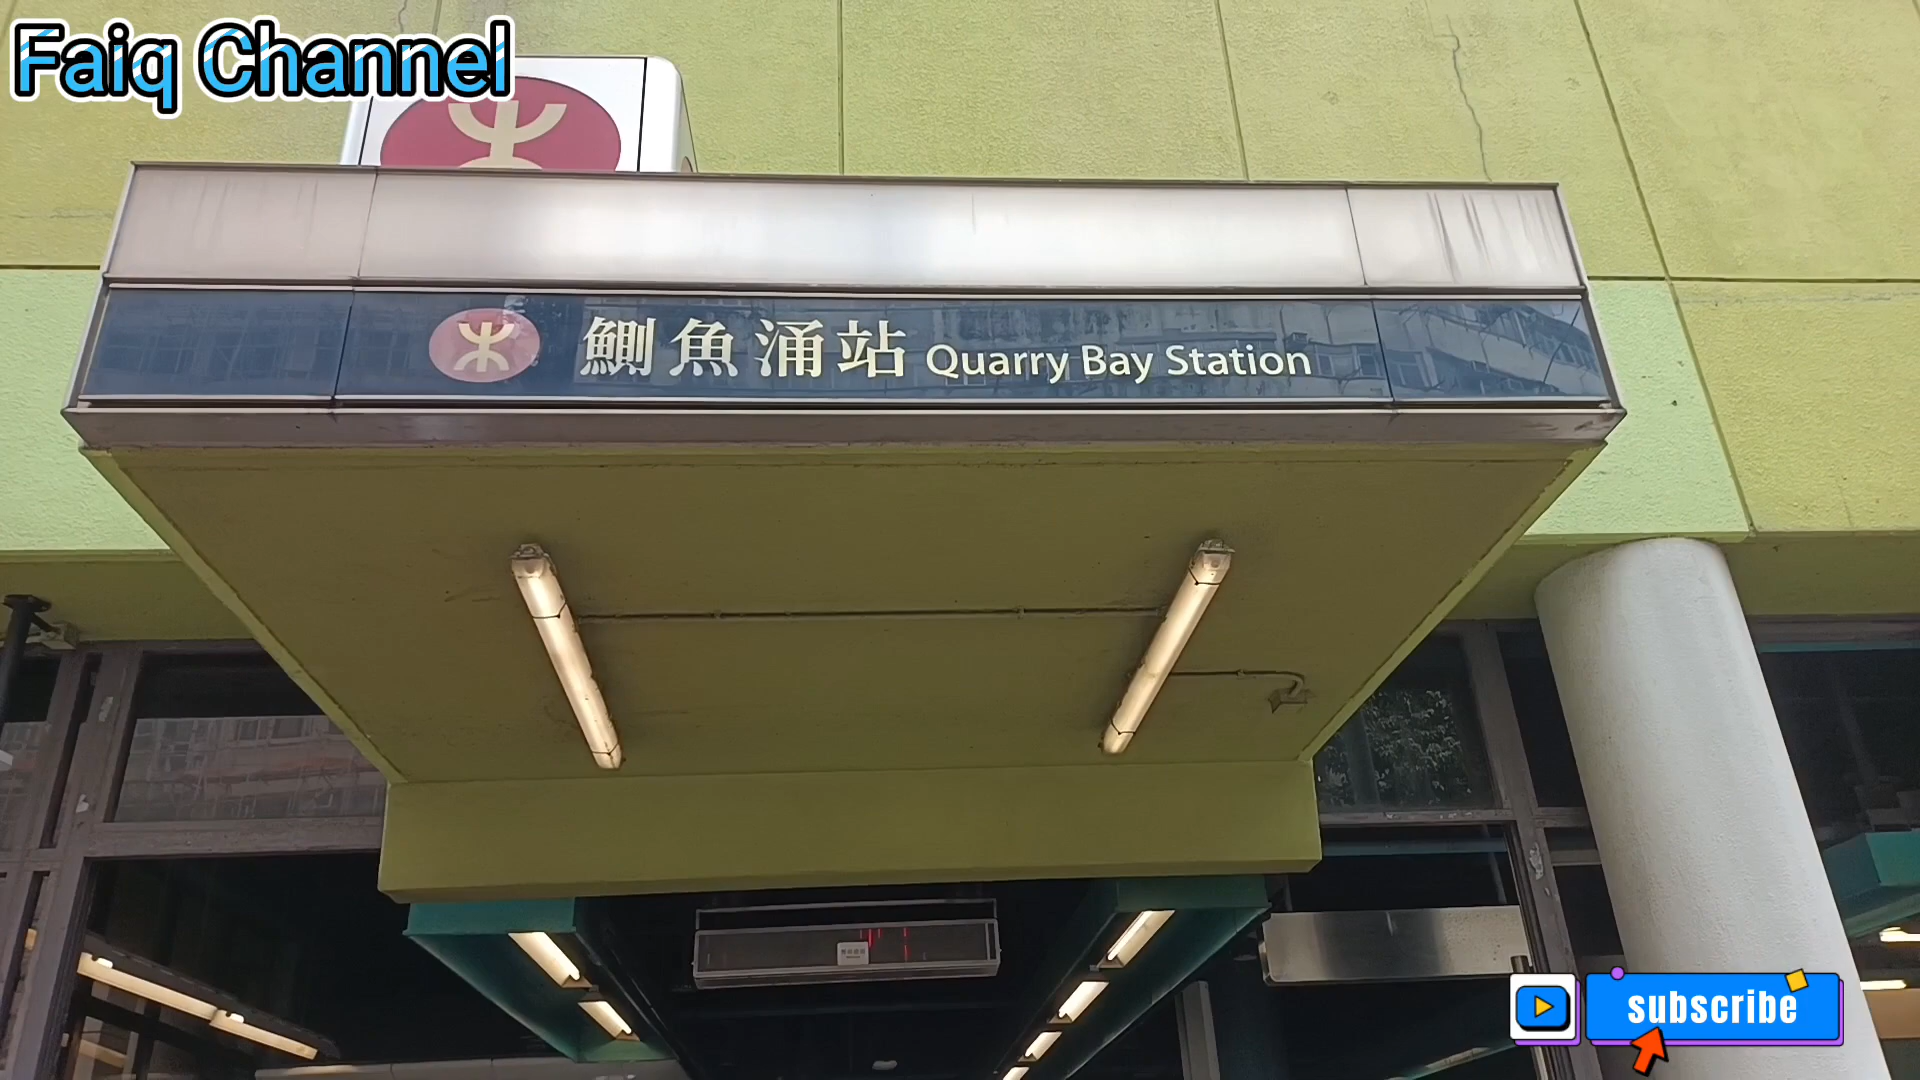 Faiq Channel
鰂魚涌站 Quarry Bay Station
subscribe